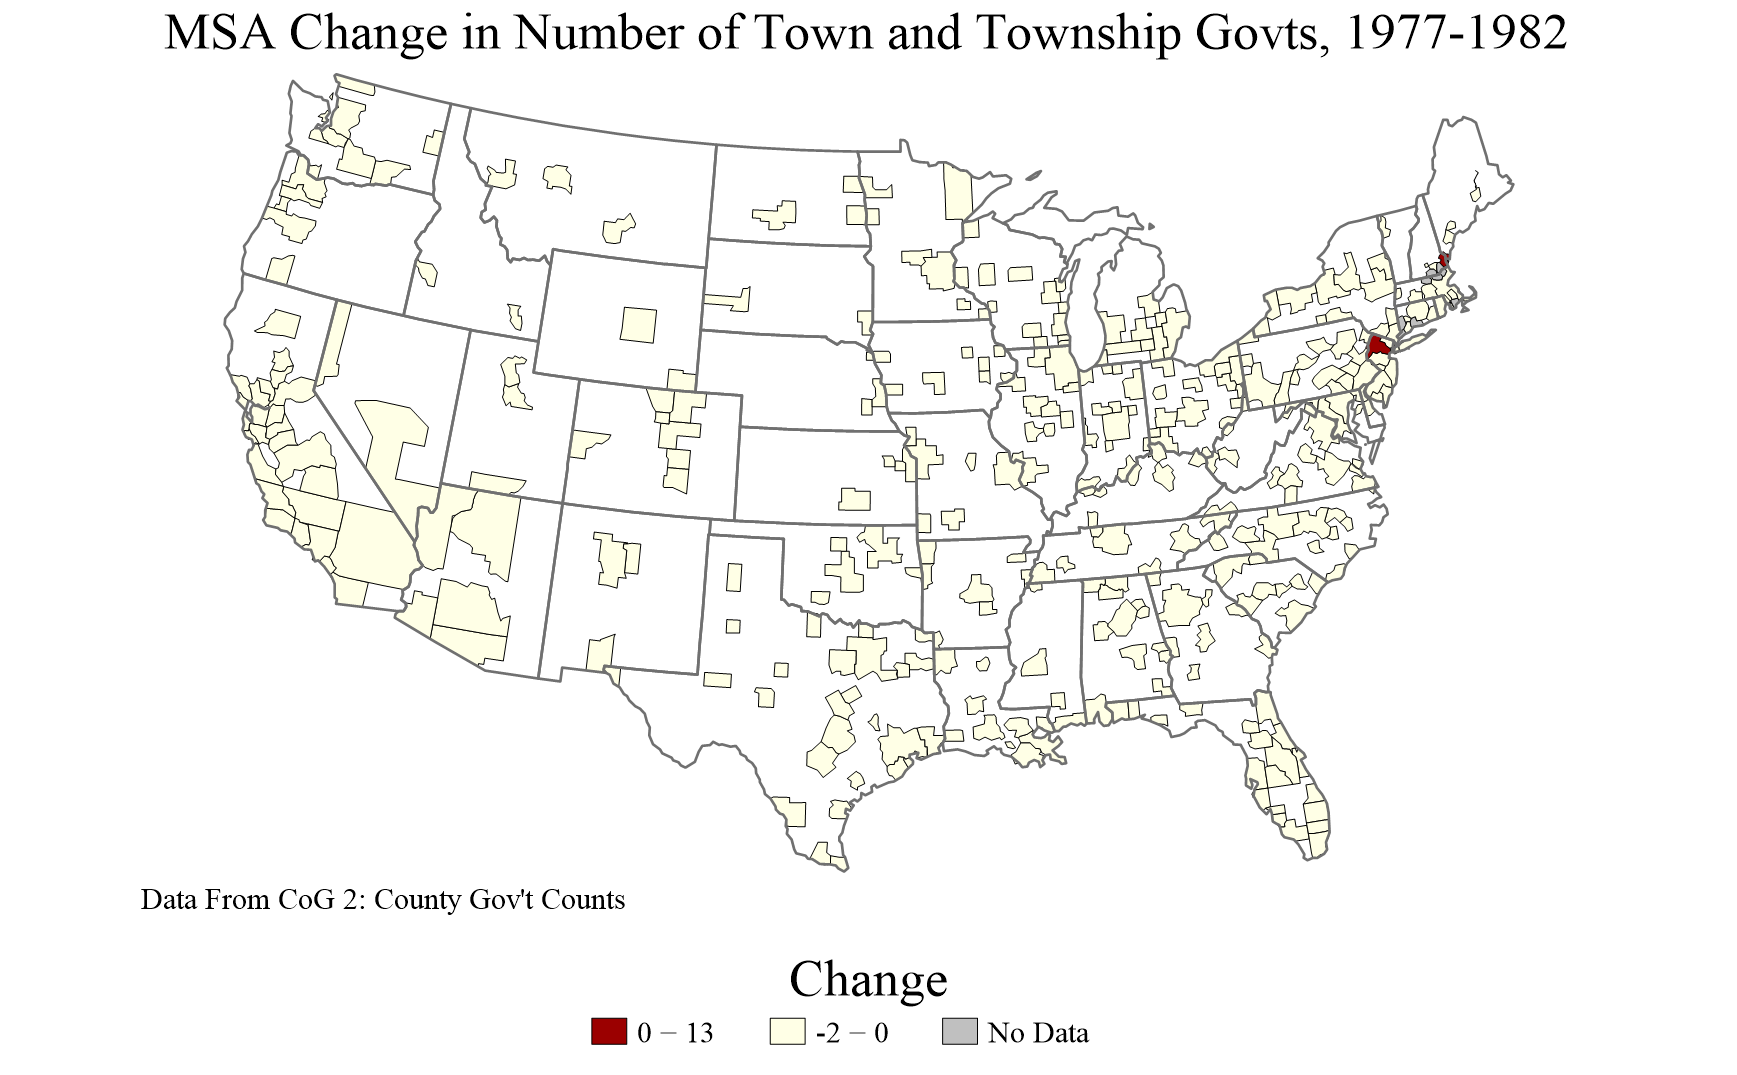 MSA Change in Number of Town and Township Govts, 1977-1982
Data From CoG 2: County Gov't Counts
Change
0 − 13
-2 − 0
No Data